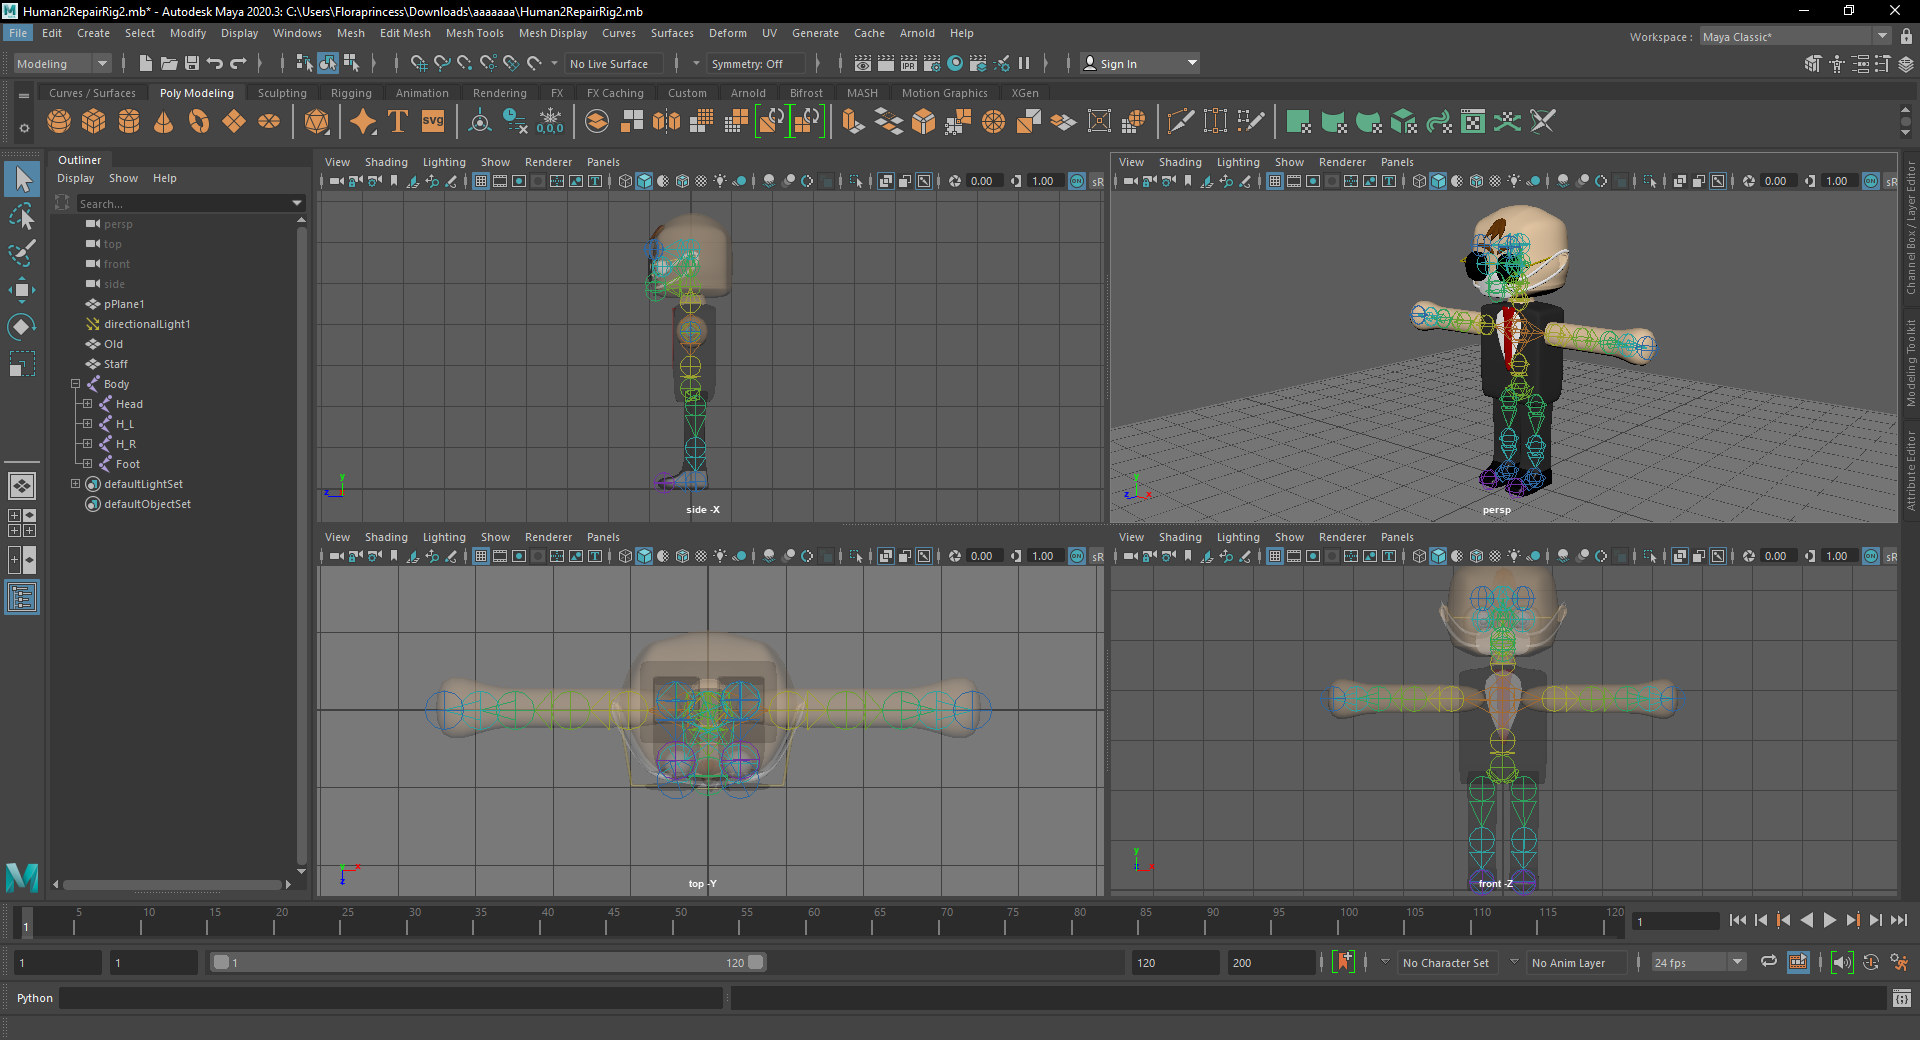 Human2RepairRig2.mb* - Autodesk Maya 2020.3: C:\Users\Floraprincess\Downloads\aaaaaaa\Human2RepairRig2.mb
File Edit Create Select Modify Display Windows Mesh Edit Mesh Mesh Tools Mesh Display Curves Surfaces Deform UV Generate Cache Arnold Help
Workspace : Maya Classic*
Modeling No Live Surface Symmetry: Off IPR Sign In
Curves / Surfaces Poly Modeling Sculpting Rigging Animation Rendering FX FX Caching Custom Arnold Bifrost MASH Motion Graphics XGen
T svg 0,0,0
Outliner
Display Show Help
Search...
persp
top
front
side
pPlane1
directionalLight1
Old
Staff
Body
Head
H_L
H_R
Foot
defaultLightSet
defaultObjectSet
View Shading Lighting Show Renderer Panels
0.00 1.00 ON sR
y
z
side -X
View Shading Lighting Show Renderer Panels
0.00 1.00 ON sR
y
z x
persp
View Shading Lighting Show Renderer Panels
0.00 1.00 ON sR
y x
z
top -Y
View Shading Lighting Show Renderer Panels
0.00 1.00 ON sR
y
x
front -Z
Channel Box / Layer Editor
Modeling Toolkit
Attribute Editor
1 5 10 15 20 25 30 35 40 45 50 55 60 65 70 75 80 85 90 95 100 105 110 115 120 1
1 1 1 120 120 200 No Character Set No Anim Layer 24 fps
Python